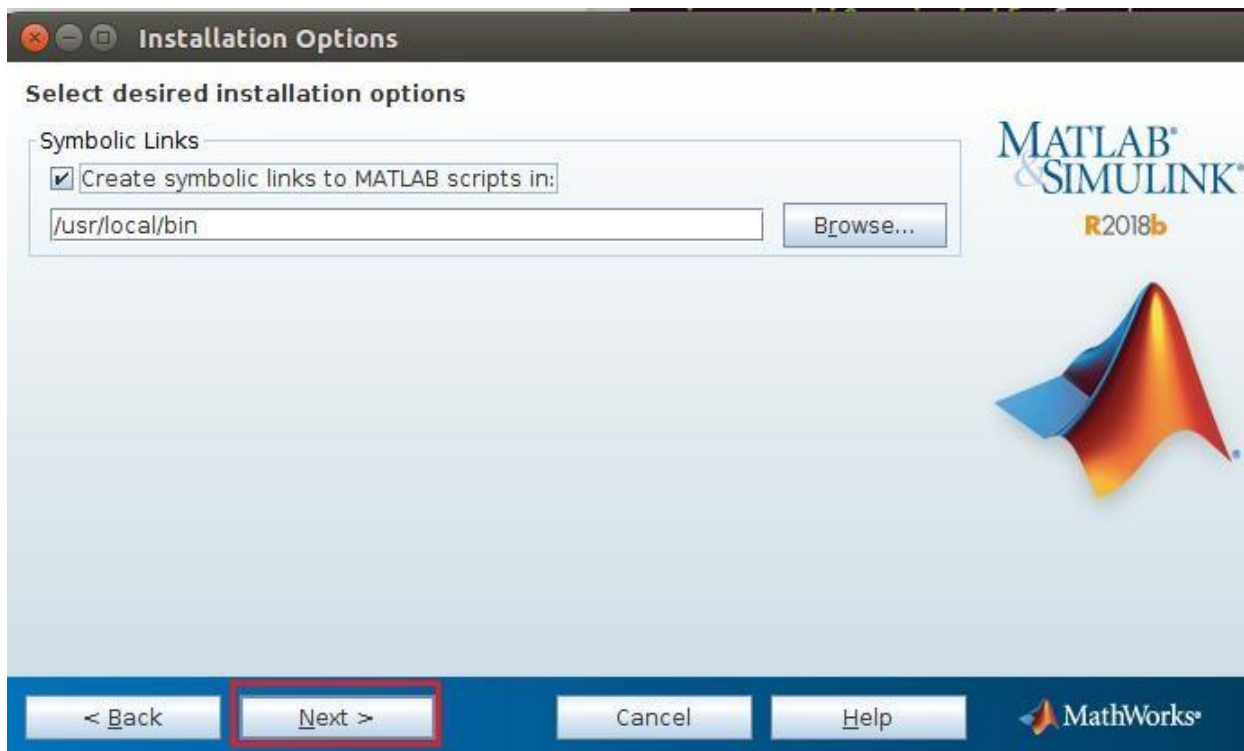 Installation Options
Select desired installation options
Symbolic Links
Create symbolic links to MATLAB scripts in:
/usr/local/bin
Browse...
MATLAB®
&SIMULINK®
R2018b
®
< Back
Next >
Cancel
Help
MathWorks®